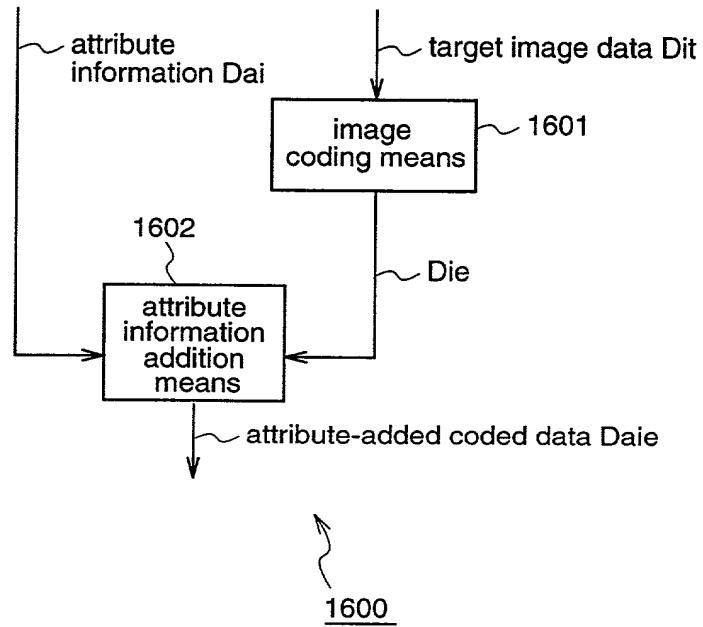 attribute
information Dai
target image data Dit
image
coding means
1601
1602
Die
attribute
information
addition
means
attribute-added coded data Daie
1600